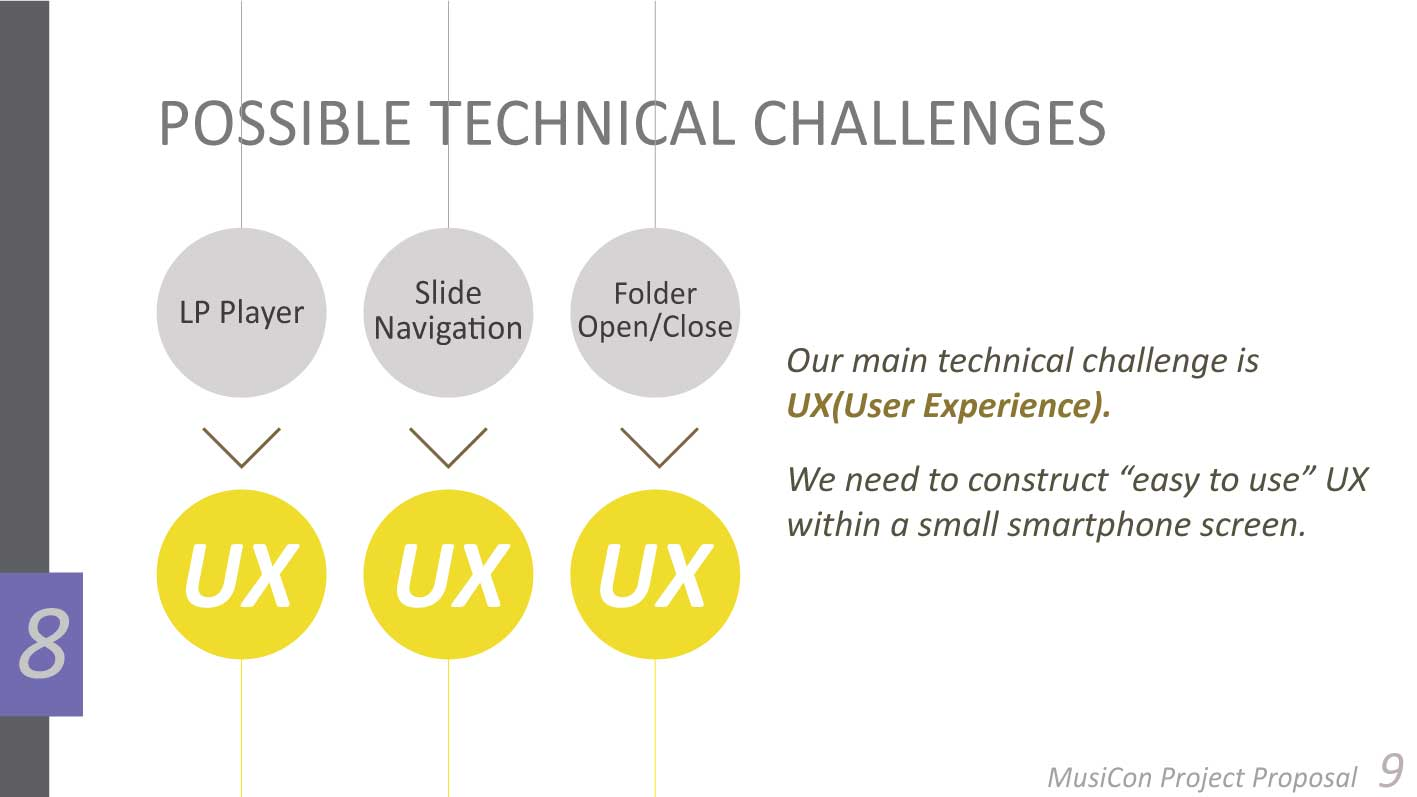 POSSIBLE TECHNICAL CHALLENGES
LP Player
Slide
Navigation
Folder
Open/Close
UX
UX
UX
Our main technical challenge is
UX(User Experience).
We need to construct “easy to use” UX
within a small smartphone screen.
8
MusiCon Project Proposal 9